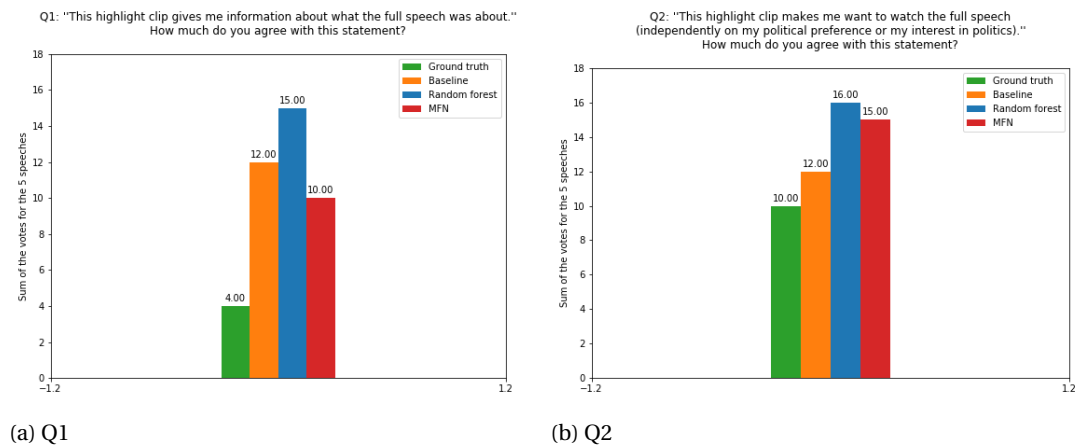 Q1: ''This highlight clip gives me information about what the full speech was about.''
How much do you agree with this statement?
18
16
14
12
10
8
6
4
2
0
Sum of the votes for the 5 speeches
Ground truth
Baseline
Random forest
MFN
4.00
12.00
15.00
10.00
−1.2
1.2
(a) Q1
Q2: ''This highlight clip makes me want to watch the full speech
(independently on my political preference or my interest in politics).''
How much do you agree with this statement?
18
16
14
12
10
8
6
4
2
0
Sum of the votes for the 5 speeches
Ground truth
Baseline
Random forest
MFN
10.00
12.00
16.00
15.00
−1.2
1.2
(b) Q2